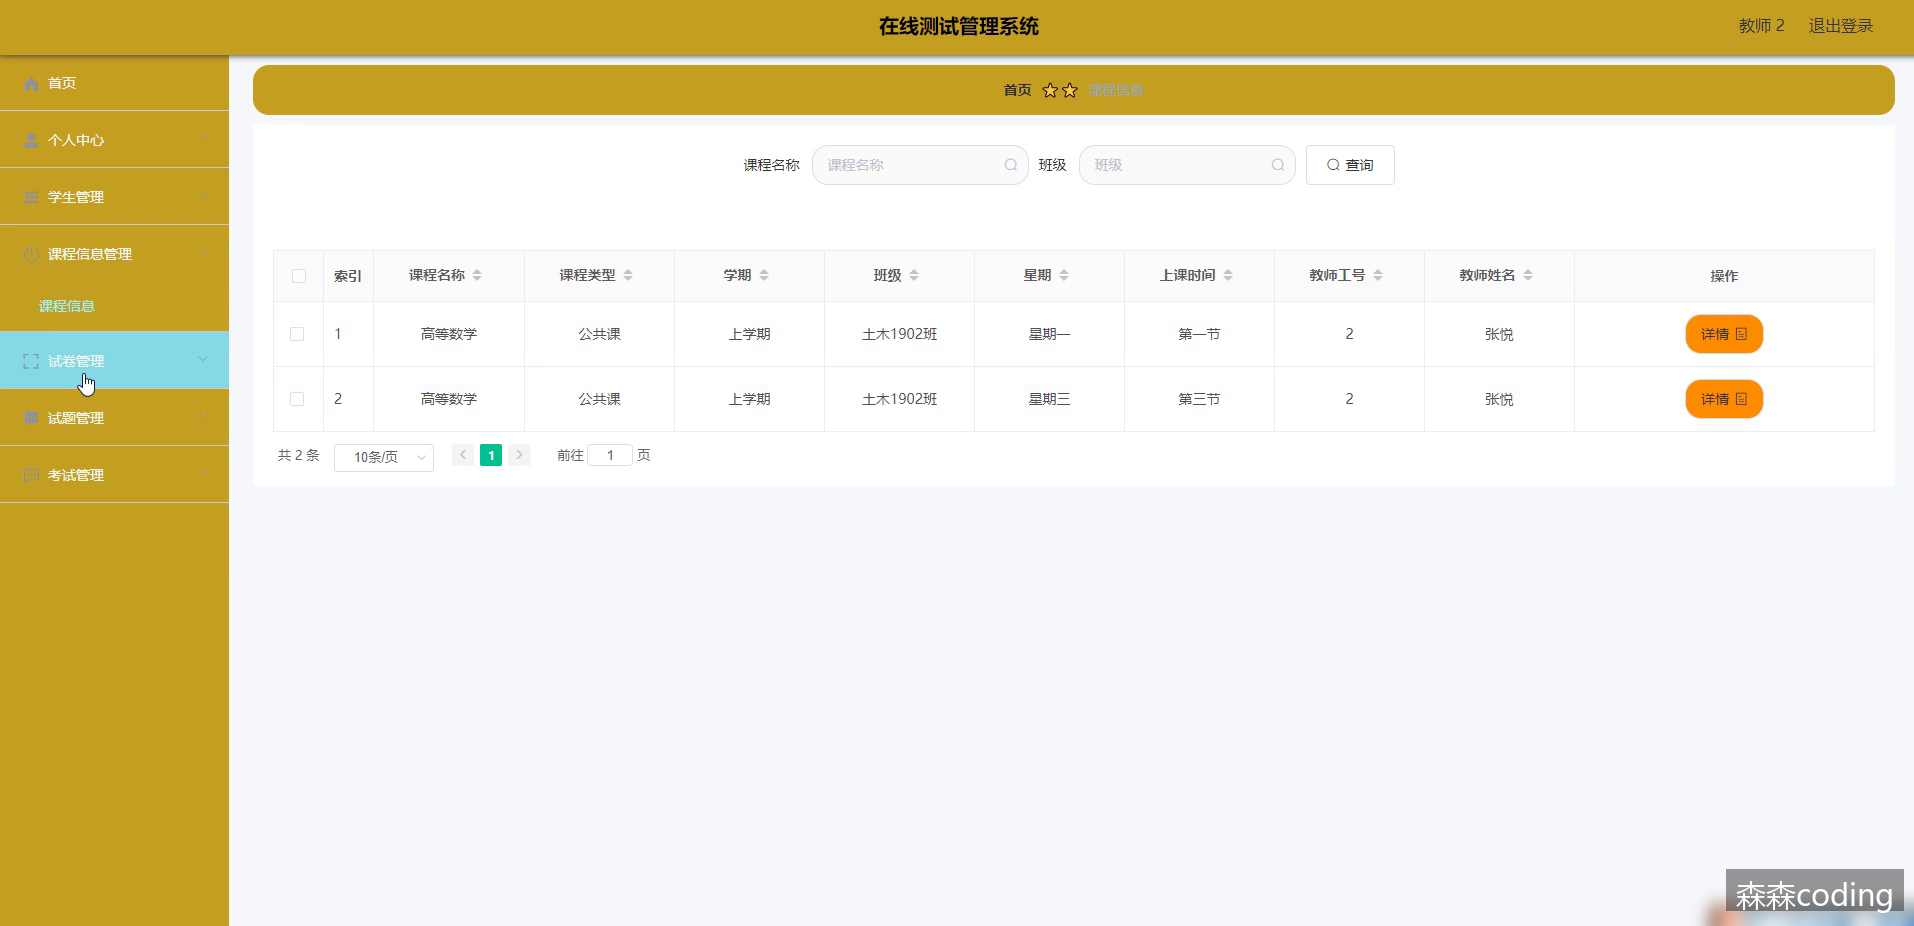 在线测试管理系统
教师 2 退出登录
首页
个人中心
学生管理
课程信息管理
课程信息
试卷管理
试题管理
考试管理
首页 课程信息
课程名称 课程名称 班级 班级 查询
索引 课程名称 课程类型 学期 班级 星期 上课时间 教师工号 教师姓名 操作
1 高等数学 公共课 上学期 土木1902班 星期一 第一节 2 张悦 详情
2 高等数学 公共课 上学期 土木1902班 星期三 第三节 2 张悦 详情
共 2 条 10条/页 1 前往 1 页
森森coding